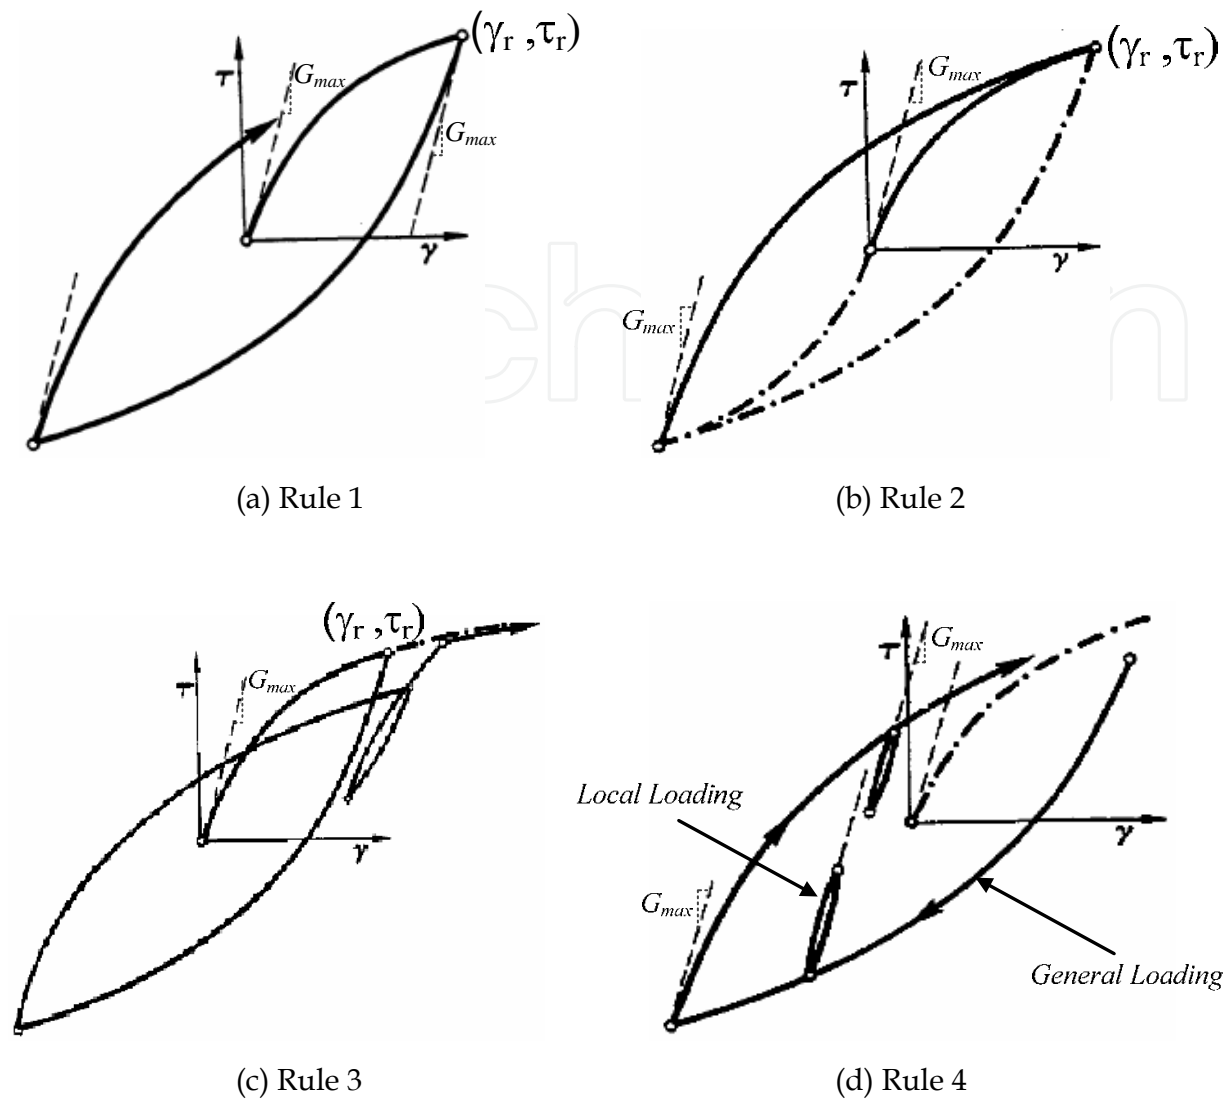 (γr ,τr)
τ
Gmax
Gmax
γ
(a) Rule 1
(γr ,τr)
τ
Gmax
Gmax
γ
(b) Rule 2
(γr ,τr)
τ
Gmax
γ
(c) Rule 3
τ
Gmax
Local Loading
γ
Gmax
General Loading
(d) Rule 4